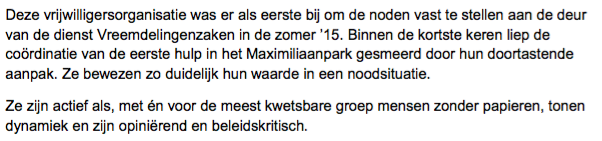 Deze vrijwilligersorganisatie was er als eerste bij om de noden vast te stellen aan de deur
van de dienst Vreemdelingenzaken in de zomer '15. Binnen de kortste keren liep de
coördinatie van de eerste hulp in het Maximiliaanpark gesmeerd door hun doortastende
aanpak. Ze bewezen zo duidelijk hun waarde in een noodsituatie.
Ze zijn actief als, met én voor de meest kwetsbare groep mensen zonder papieren, tonen
dynamiek en zijn opiniërend en beleidskritisch.